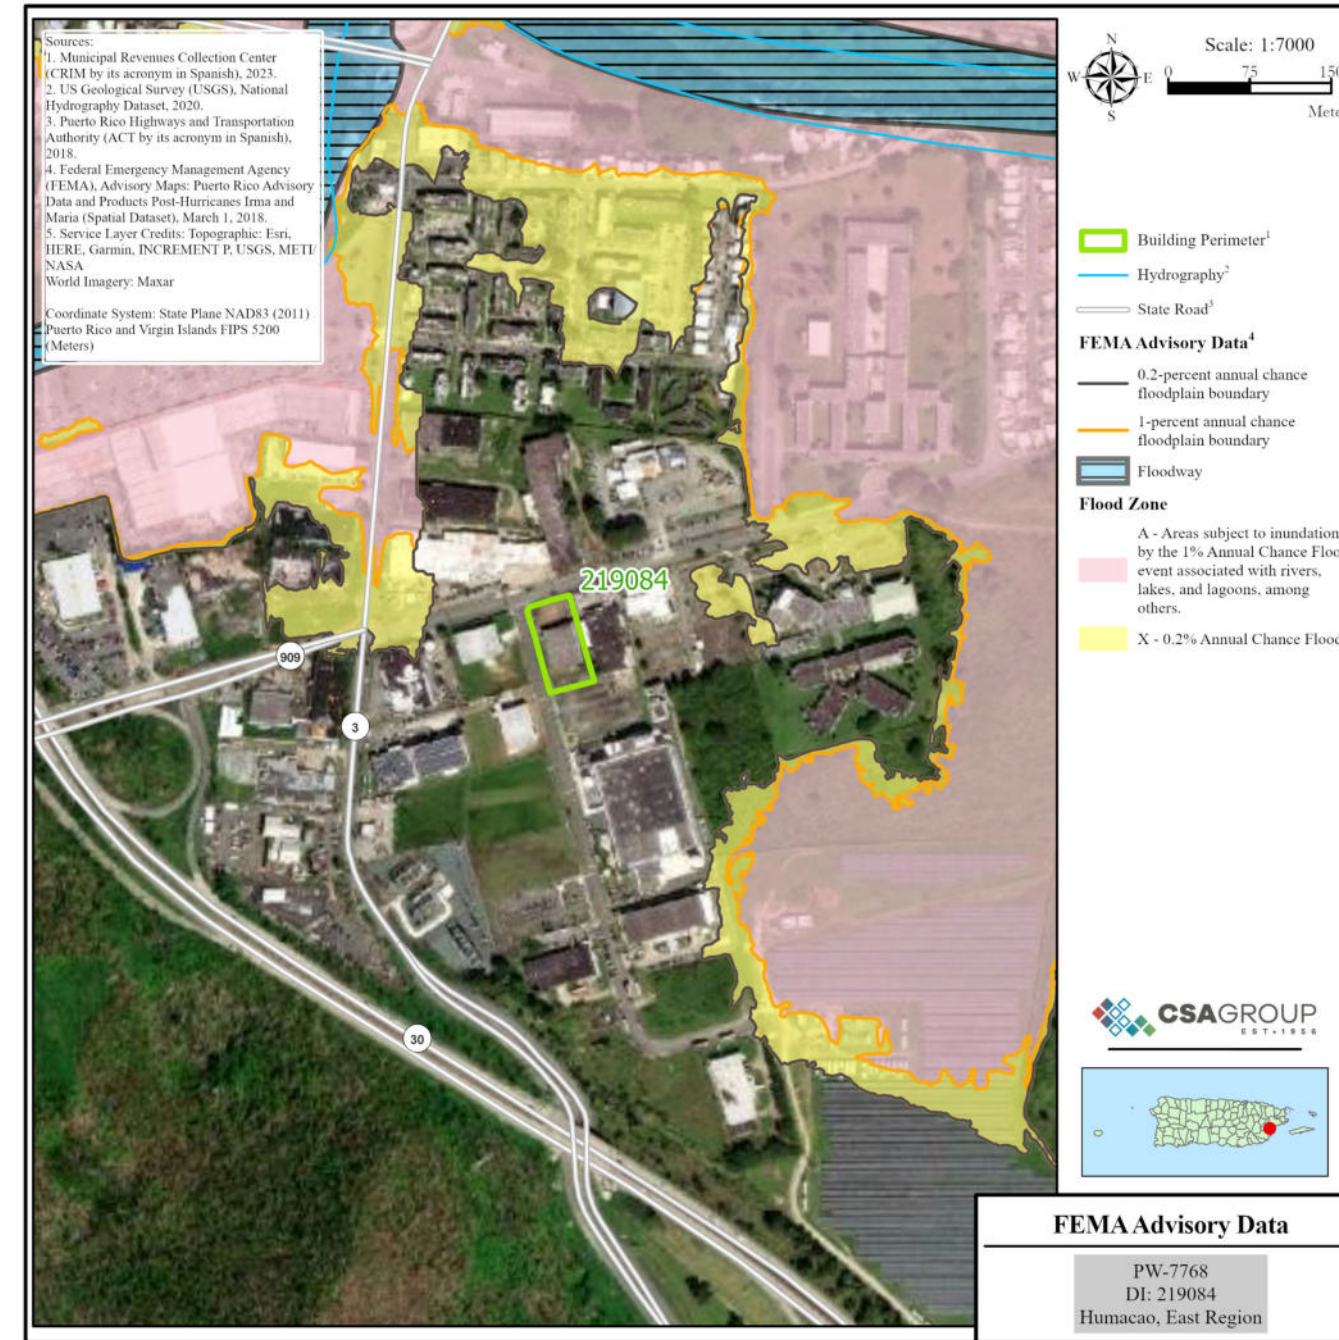 Sources:
1. Municipal Revenues Collection Center
(CRIM by its acronym in Spanish), 2023.
2. US Geological Survey (USGS), National
Hydrography Dataset, 2020.
3. Puerto Rico Highways and Transportation
Authority (ACT by its acronym in Spanish),
2018.
4. Federal Emergency Management Agency
(FEMA), Advisory Maps: Puerto Rico Advisory
Data and Products Post-Hurricanes Irma and
Maria (Spatial Dataset), March 1, 2018.
5. Service Layer Credits: Topographic: Esri,
HERE, Garmin, INCREMENT P, USGS, METI/
NASA
World Imagery: Maxar
Coordinate System: State Plane NAD83 (2011)
Puerto Rico and Virgin Islands FIPS 5200
(Meters)
219084
909
3
30
N
W E
S
Scale: 1:7000
0 75 150
Mete
Building Perimeter1
Hydrography2
State Road3
FEMA Advisory Data4
0.2-percent annual chance
floodplain boundary
1-percent annual chance
floodplain boundary
Floodway
Flood Zone
A - Areas subject to inundation
by the 1% Annual Chance Floo
event associated with rivers,
lakes, and lagoons, among
others.
X - 0.2% Annual Chance Flood
CSAGROUP
EST•1956
FEMA Advisory Data
PW-7768
DI: 219084
Humacao, East Region